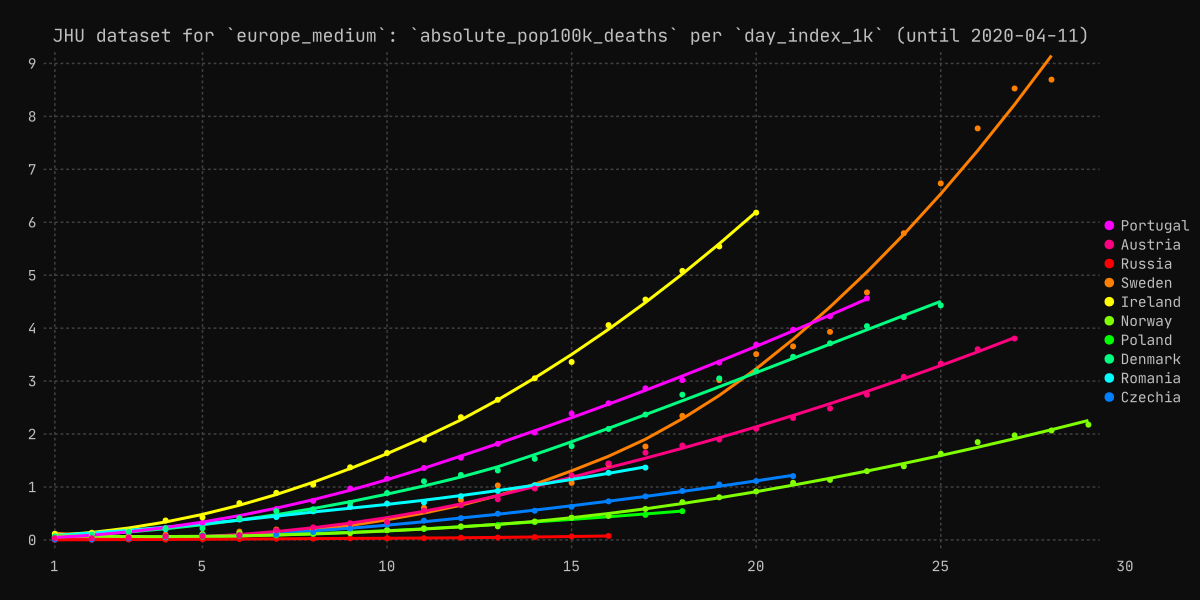 JHU dataset for `europe_medium`: `absolute_pop100k_deaths` per `day_index_1k` (until 2020-04-11)
9
8
7
6
5
4
3
2
1
0
1 5 10 15 20 25 30
Portugal
Austria
Russia
Sweden
Ireland
Norway
Poland
Denmark
Romania
Czechia